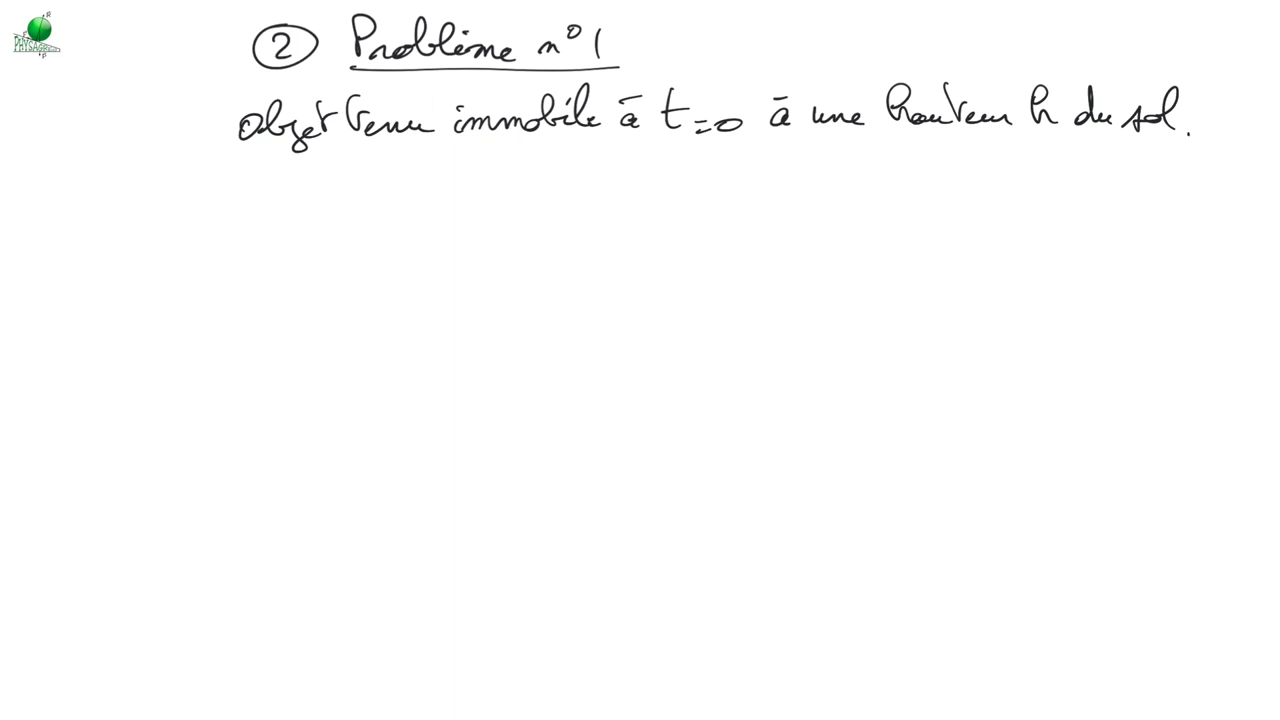 ② Problème n° 1
objet tenu immobile à t=0 à une hauteur h du sol.